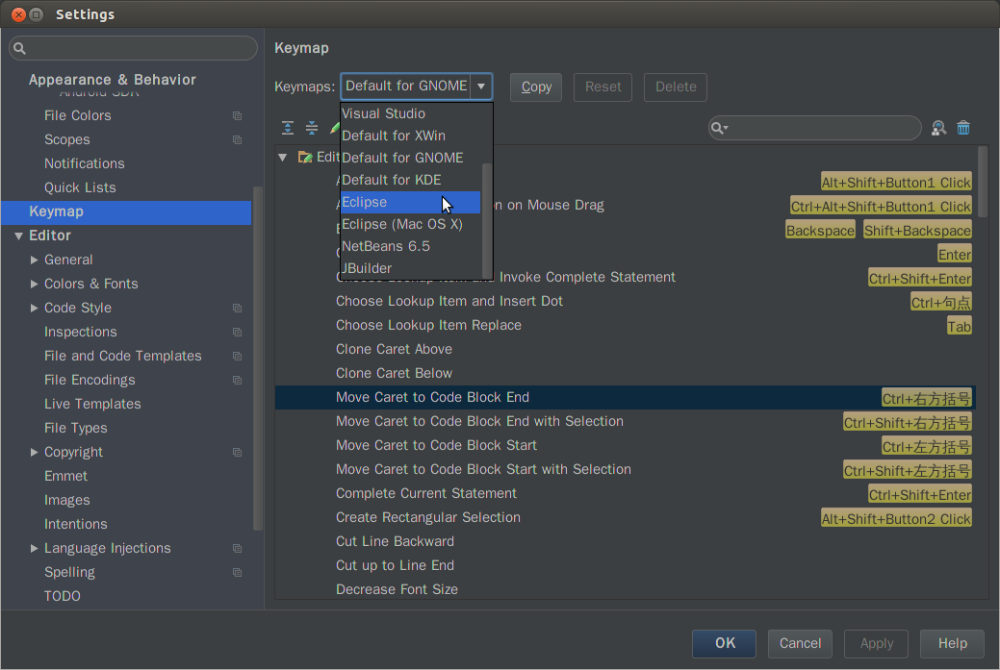 Settings
Appearance & Behavior
Android SDK
File Colors
Scopes
Notifications
Quick Lists
Keymap
Editor
General
Colors & Fonts
Code Style
Inspections
File and Code Templates
File Encodings
Live Templates
File Types
Copyright
Emmet
Images
Intentions
Language Injections
Spelling
TODO
Keymap
Keymaps: Default for GNOME Copy Reset Delete
Visual Studio
Default for XWin
Default for GNOME
Default for KDE
Eclipse
Eclipse (Mac OS X)
NetBeans 6.5
JBuilder
Edit
Alt+Shift+Button1 Click
on Mouse Drag Ctrl+Alt+Shift+Button1 Click
Backspace Shift+Backspace
Enter
Choose Lookup Item and Invoke Complete Statement Ctrl+Shift+Enter
Choose Lookup Item and Insert Dot Ctrl+句点
Choose Lookup Item Replace Tab
Clone Caret Above
Clone Caret Below
Move Caret to Code Block End Ctrl+右方括号
Move Caret to Code Block End with Selection Ctrl+Shift+右方括号
Move Caret to Code Block Start Ctrl+左方括号
Move Caret to Code Block Start with Selection Ctrl+Shift+左方括号
Complete Current Statement Ctrl+Shift+Enter
Create Rectangular Selection Alt+Shift+Button2 Click
Cut Line Backward
Cut up to Line End
Decrease Font Size
OK Cancel Apply Help